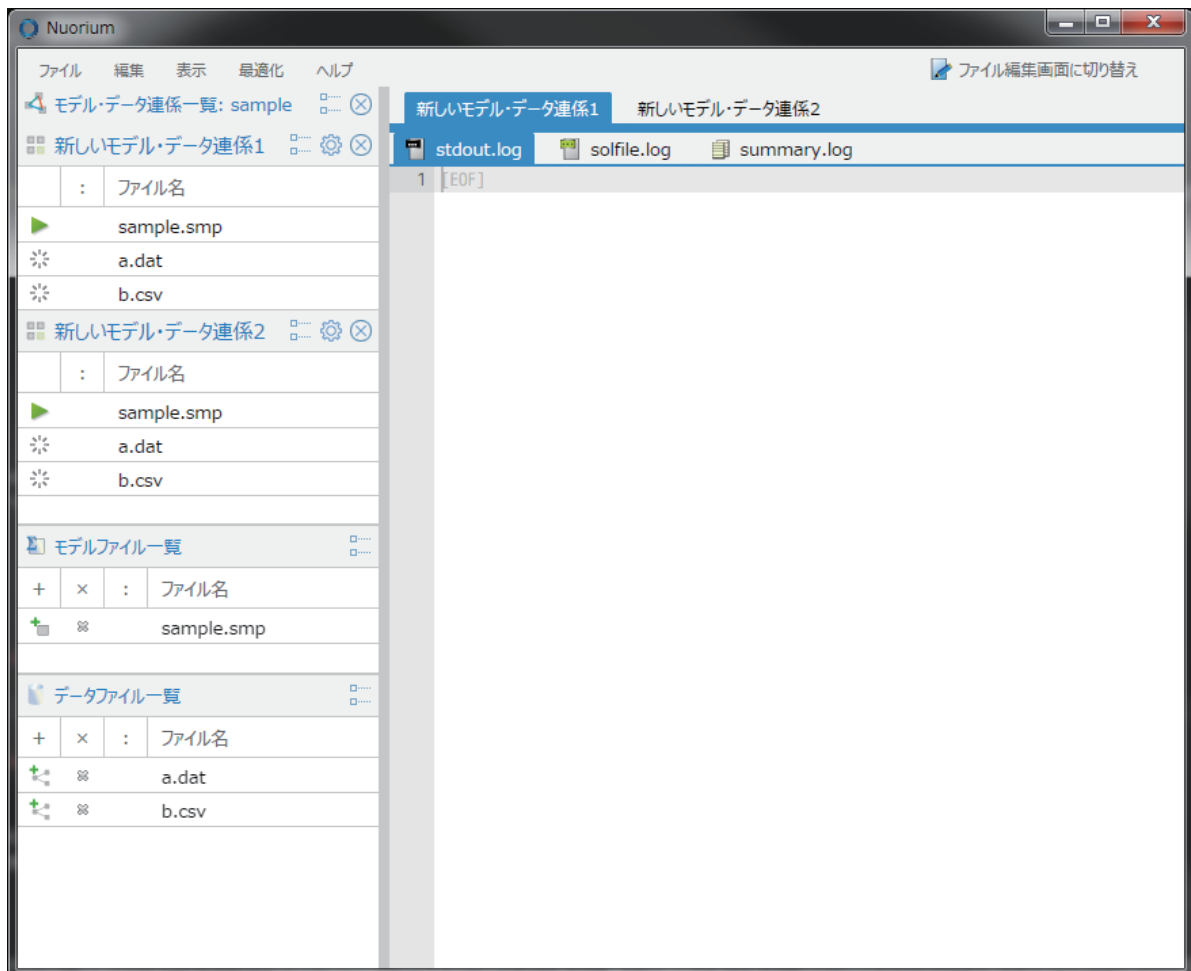 Nuorium
ファイル 編集 表示 最適化 ヘルプ
ファイル編集画面に切り替え
モデル・データ連係一覧: sample
新しいモデル・データ連係1
: ファイル名
sample.smp
a.dat
b.csv
新しいモデル・データ連係2
: ファイル名
sample.smp
a.dat
b.csv
モデルファイル一覧
+ × : ファイル名
sample.smp
データファイル一覧
+ × : ファイル名
a.dat
b.csv
新しいモデル・データ連係1 新しいモデル・データ連係2
stdout.log solfile.log summary.log
1 [EOF]